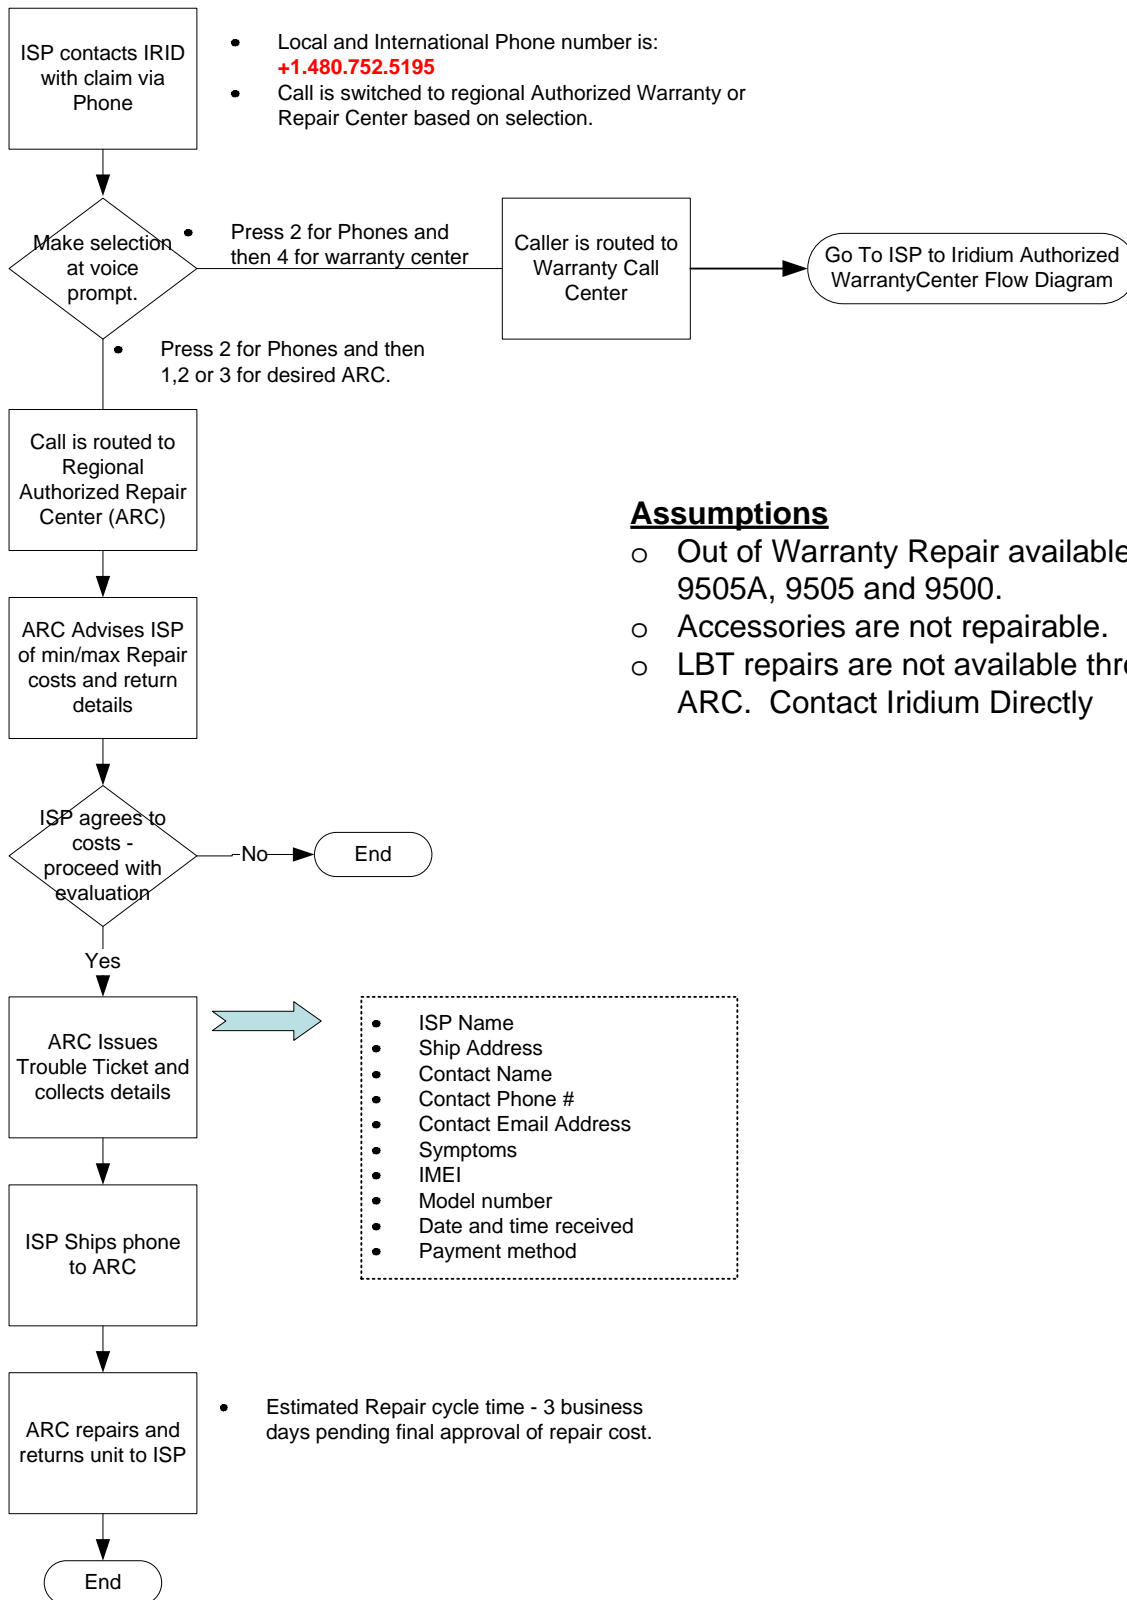 ISP contacts IRID
with claim via
Phone
• Local and International Phone number is:
+1.480.752.5195
• Call is switched to regional Authorized Warranty or
Repair Center based on selection.
Make selection
at voice
prompt.
• Press 2 for Phones and
then 4 for warranty center
Caller is routed to
Warranty Call
Center
Go To ISP to Iridium Authorized
WarrantyCenter Flow Diagram
• Press 2 for Phones and then
1,2 or 3 for desired ARC.
Call is routed to
Regional
Authorized Repair
Center (ARC)
Assumptions
o Out of Warranty Repair available
9505A, 9505 and 9500.
o Accessories are not repairable.
o LBT repairs are not available thr
ARC. Contact Iridium Directly
ARC Advises ISP
of min/max Repair
costs and return
details
ISP agrees to
costs -
proceed with
evaluation
No
End
Yes
ARC Issues
Trouble Ticket and
collects details
• ISP Name
• Ship Address
• Contact Name
• Contact Phone #
• Contact Email Address
• Symptoms
• IMEI
• Model number
• Date and time received
• Payment method
ISP Ships phone
to ARC
ARC repairs and
returns unit to ISP
• Estimated Repair cycle time - 3 business
days pending final approval of repair cost.
End